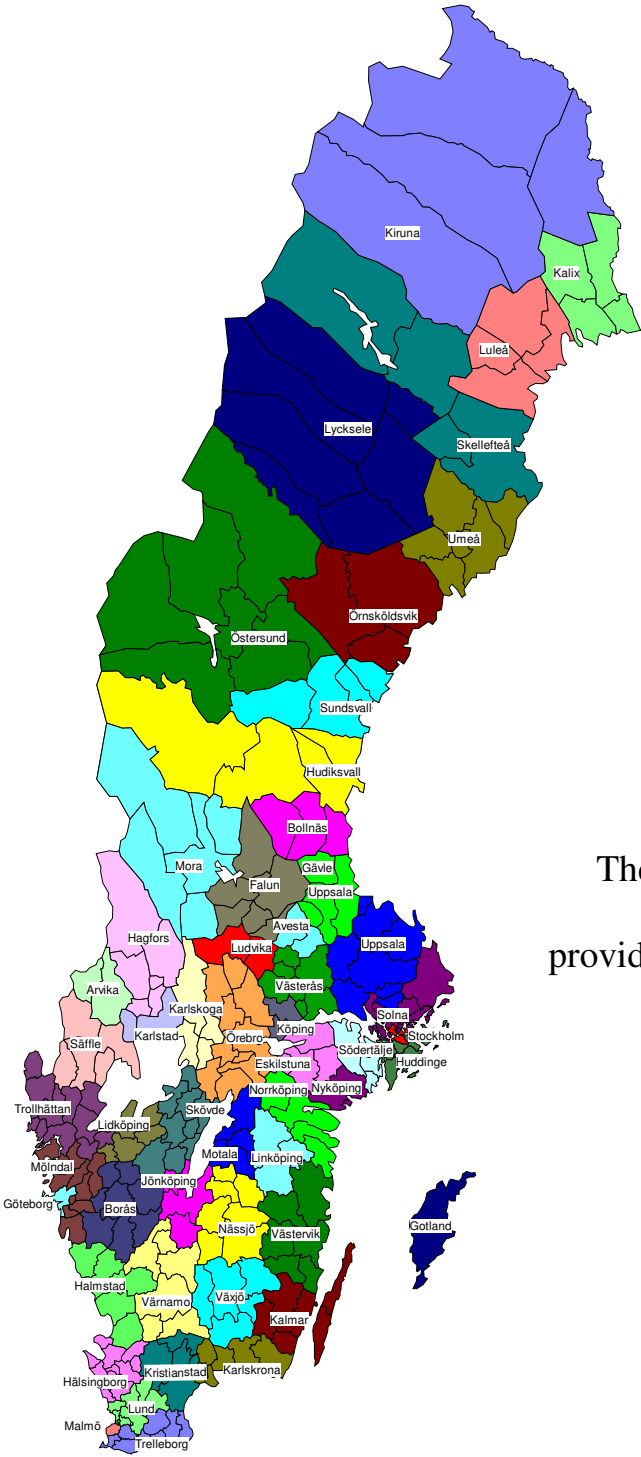 Kiruna
Kalix
Luleå
Lycksele
Skellefteå
Umeå
Örnsköldsvik
Östersund
Sundsvall
Hudiksvall
Bollnäs
Mora
Gävle
The
Falun
Uppsala
Avesta
Hagfors
Ludvika
Uppsala
provid
Arvika
Västerås
Karlskoga
Solna
Karlstad
Örebro
Köping
Stockholm
Säffle
Södertälje
Eskilstuna
Huddinge
Norrköping
Nyköping
Trollhättan
Skövde
Lidköping
Motala
Linköping
Mölndal
Jönköping
Göteborg
Borås
Nässjö
Västervik
Gotland
Halmstad
Värnamo
Växjö
Kalmar
Kristianstad
Karlskrona
Hälsingborg
Lund
Malmö
Trelleborg